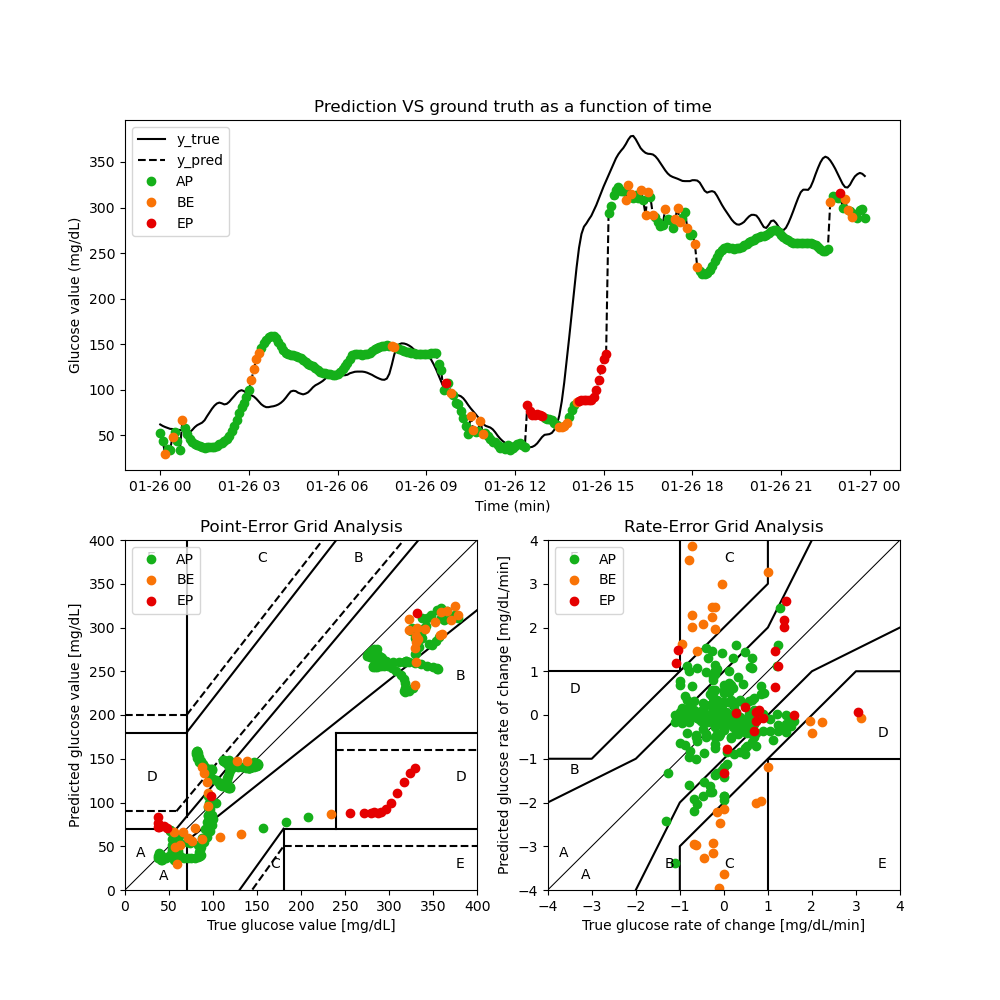 Prediction VS ground truth as a function of time
y_true
y_pred
AP
BE
EP
Glucose value (mg/dL)
350
300
250
200
150
100
50
01-26 00 01-26 03 01-26 06 01-26 09 01-26 12 01-26 15 01-26 18 01-26 21 01-27 00
Time (min)
Point-Error Grid Analysis
AP
BE
EP
C
B
B
D
D
A
A
C
E
Predicted glucose value [mg/dL]
400
350
300
250
200
150
100
50
0
0 50 100 150 200 250 300 350 400
True glucose value [mg/dL]
Rate-Error Grid Analysis
AP
BE
EP
C
D
D
B
A
A
B
C
E
Predicted glucose rate of change [mg/dL/min]
4
3
2
1
0
−1
−2
−3
−4
−4 −3 −2 −1 0 1 2 3 4
True glucose rate of change [mg/dL/min]